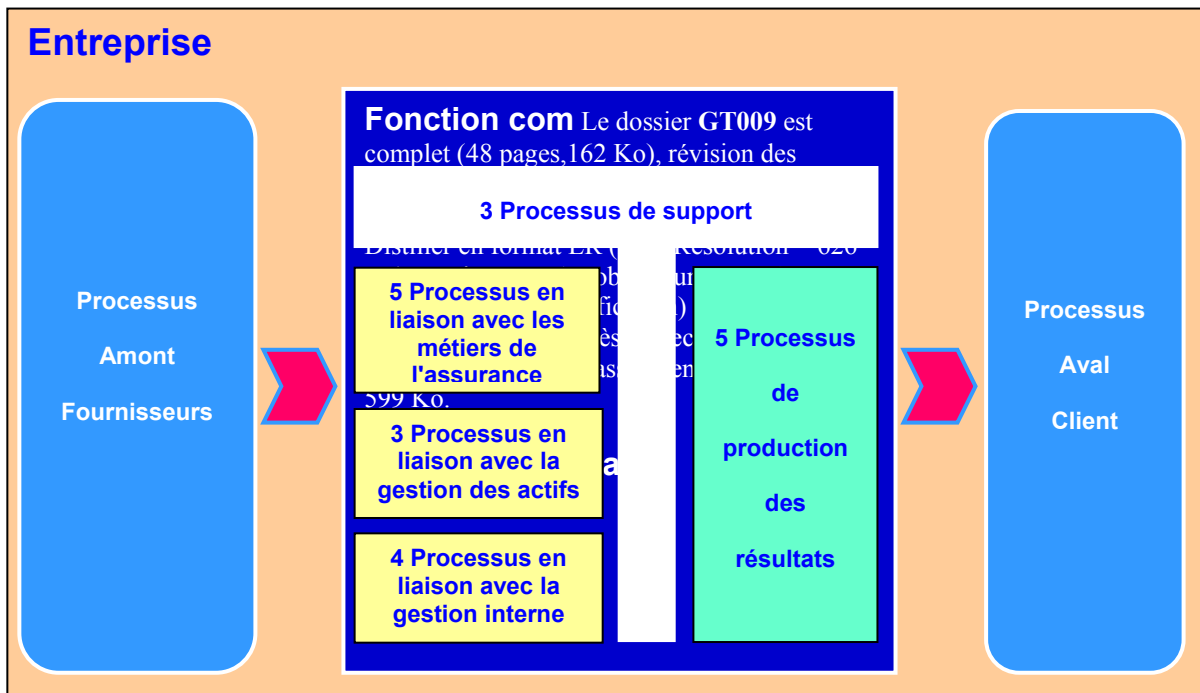 Entreprise
Fonction com Le dossier GT009 est
complet (48 pages,162 Ko), révision des
3 Processus de support
Distiller en format
599 Ko.
5 Processus en
liaison avec les
métiers de
l'assurance
3 Processus en
liaison avec la
gestion des actifs
4 Processus en
liaison avec la
gestion interne
5 Processus
de
production
des
résultats
Processus
Amont
Fournisseurs
Processus
Aval
Client